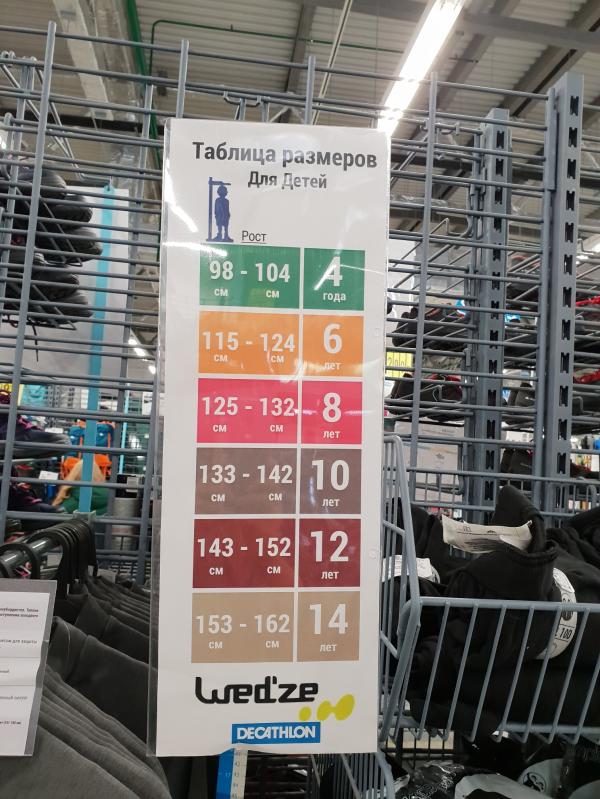 Таблица размеров
Для Детей
Рост
98 - 104 4
см см года
115 - 124 6
см см лет
125 - 132 8
см см лет
133 - 142 10
см см лет
143 - 152 12
см см лет
153 - 162 14
см см лет
Wed'ze
DECATHLON